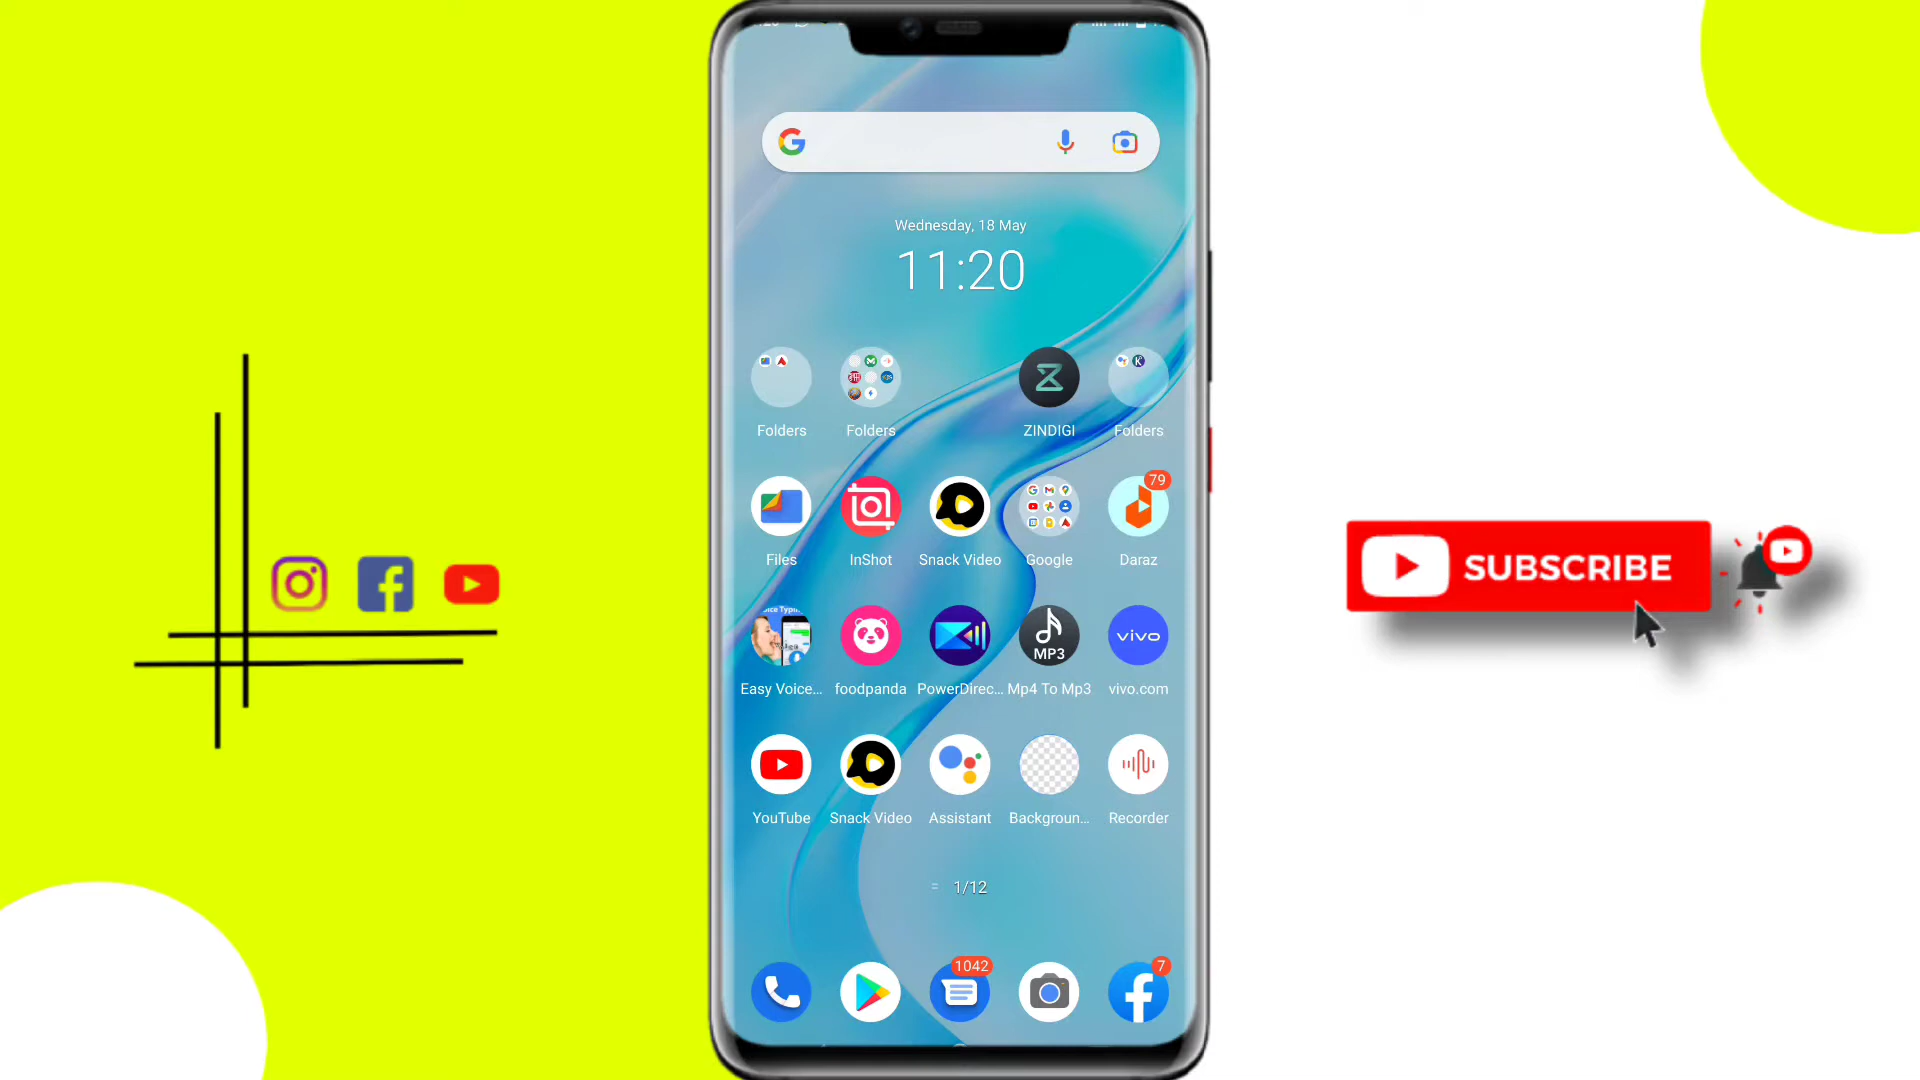 Wednesday, 18 May
11:20
Folders Folders ZINDIGI Folders
79
Files InShot Snack Video Google Daraz
MP3 vivo
Easy Voice... foodpanda PowerDirec... Mp4 To Mp3 vivo.com
YouTube Snack Video Assistant Backgroun... Recorder
1/12
1042 7
SUBSCRIBE